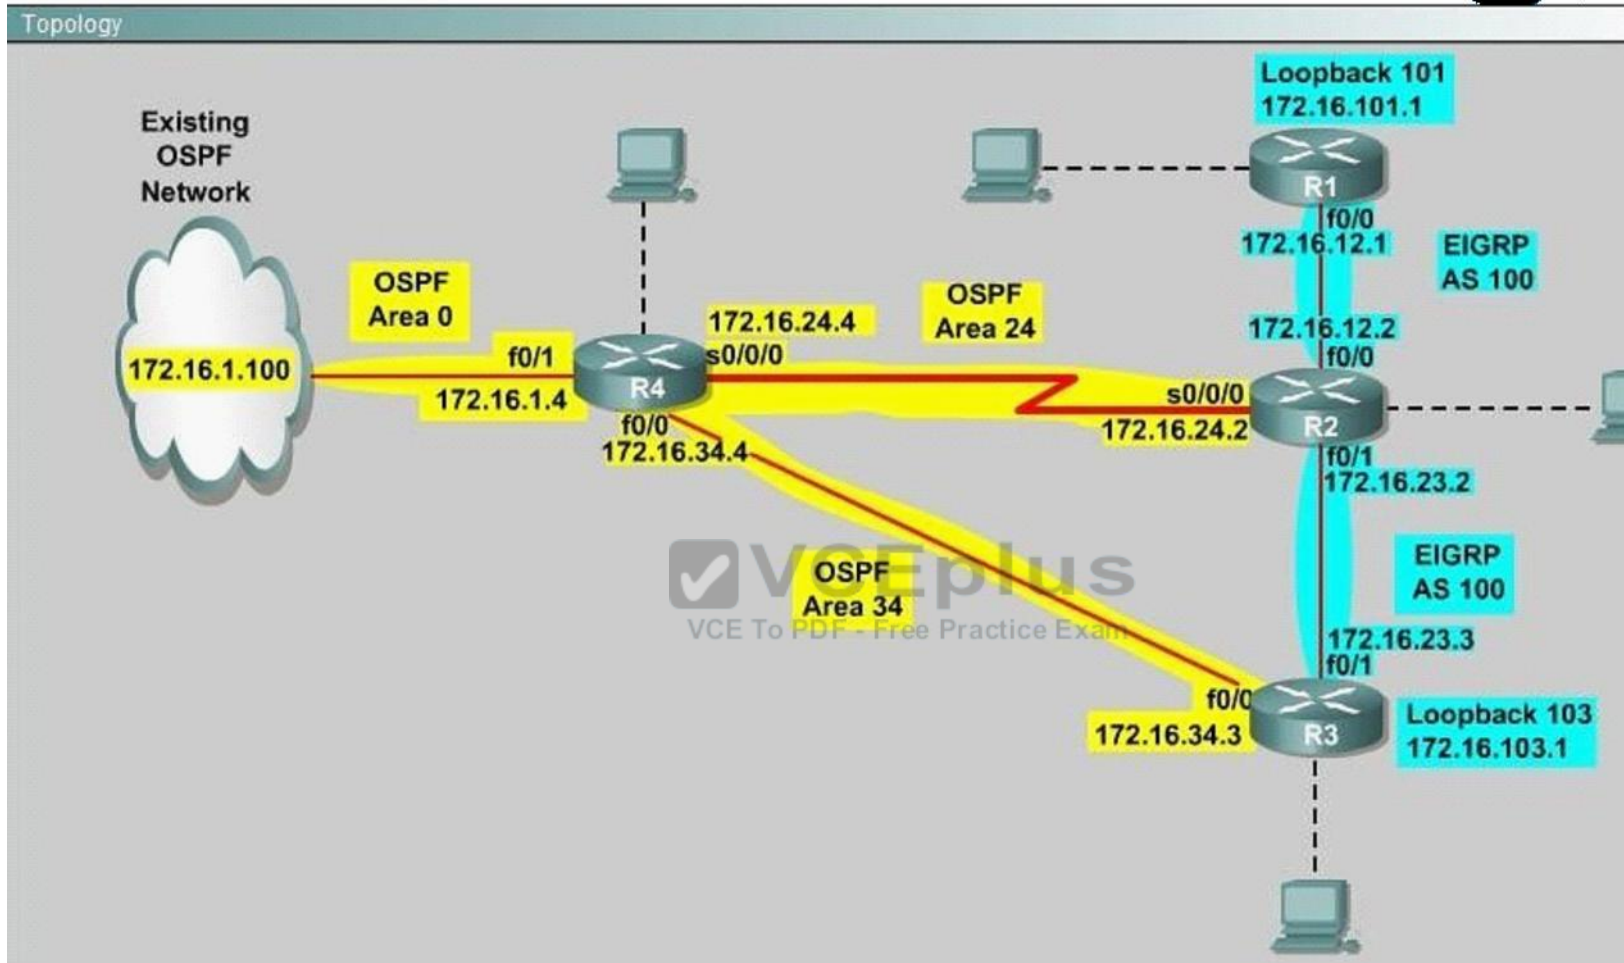 Topology
Loopback 101
172.16.101.1
Existing
OSPF
Network
R1
f0/0
172.16.12.1
EIGRP
AS 100
OSPF
Area 0
OSPF
Area 24
172.16.24.4
172.16.12.2
f0/1
s0/0/0
f0/0
172.16.1.100
R4
s0/0/0
172.16.1.4
f0/0
172.16.24.2
R2
172.16.34.4
f0/1
172.16.23.2
VCEplus
OSPF
Area 34
EIGRP
AS 100
VCE To PDF - Free Practice Exam
172.16.23.3
f0/1
f0/0
172.16.34.3
R3
Loopback 103
172.16.103.1